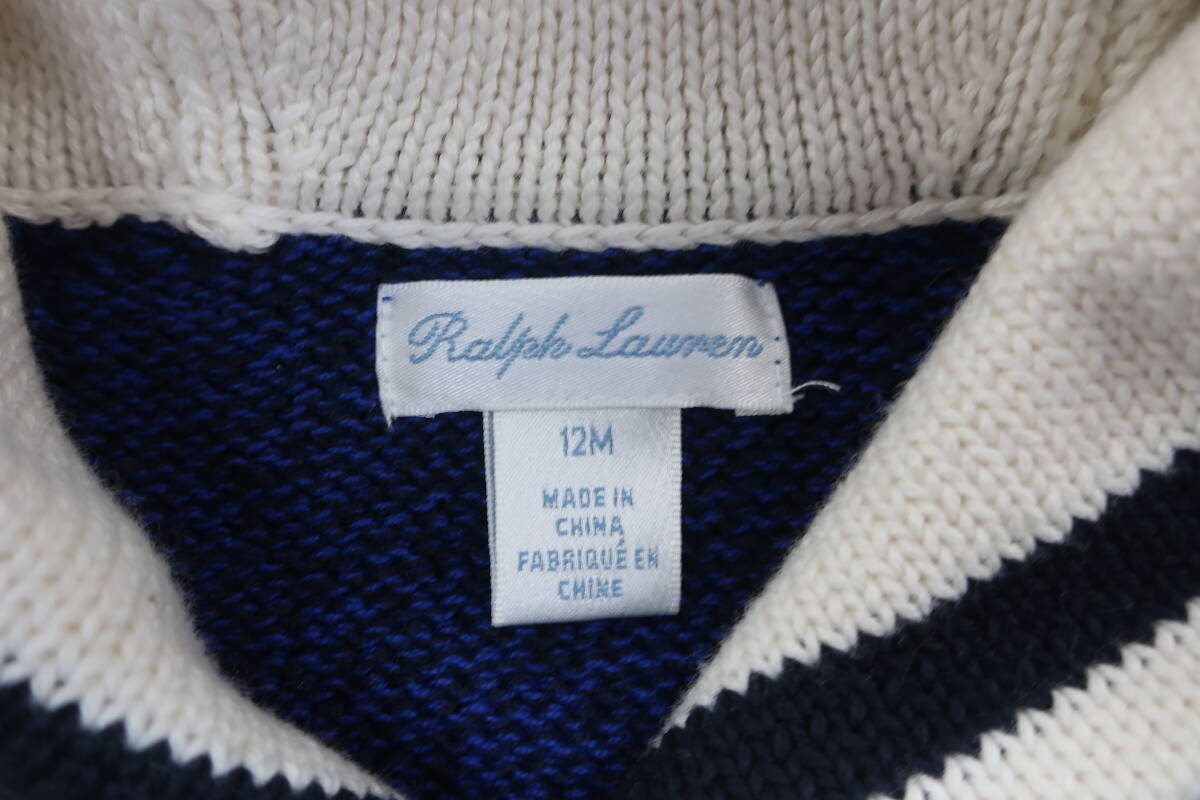 Ralph Lauren
12M
MADE IN
CHINA
FABRIQUÉ EN
CHINE